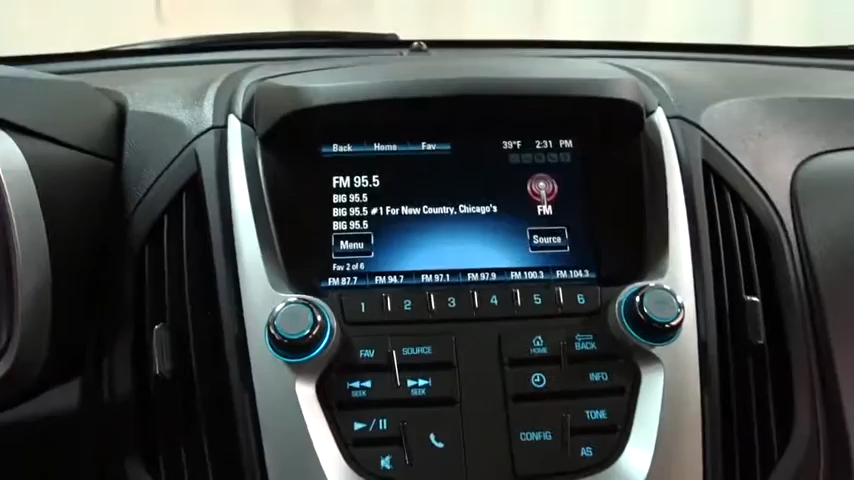 Back Home Fav 39°F 2:31 PM
FM 95.5
BIG 95.5
BIG 95.5 #1 For New Country, Chicago's
BIG 95.5
FM
Menu Source
Fav 2 of 6
FM 87.7 FM 94.7 FM 97.1 FM 97.9 FM 100.3 FM 104.3
1 2 3 4 5 6
FAV SOURCE HOME BACK
SEEK SEEK INFO
TONE
CONFIG AS